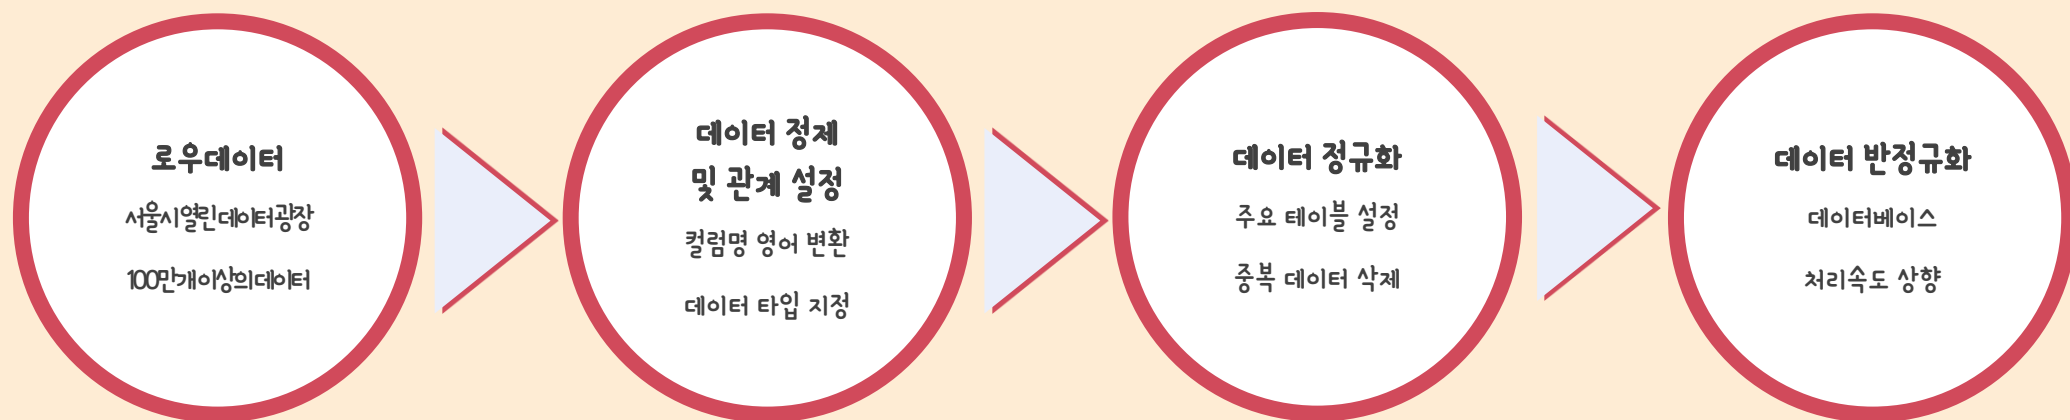 로우데이터
서울시열린데이터광장
100만개이상의데이터
데이터 정제
및 관계 설정
컬럼명 영어 변환
데이터 타입 지정
데이터 정규화
주요 테이블 설정
중복 데이터 삭제
데이터 반정규화
데이터베이스
처리속도 상향